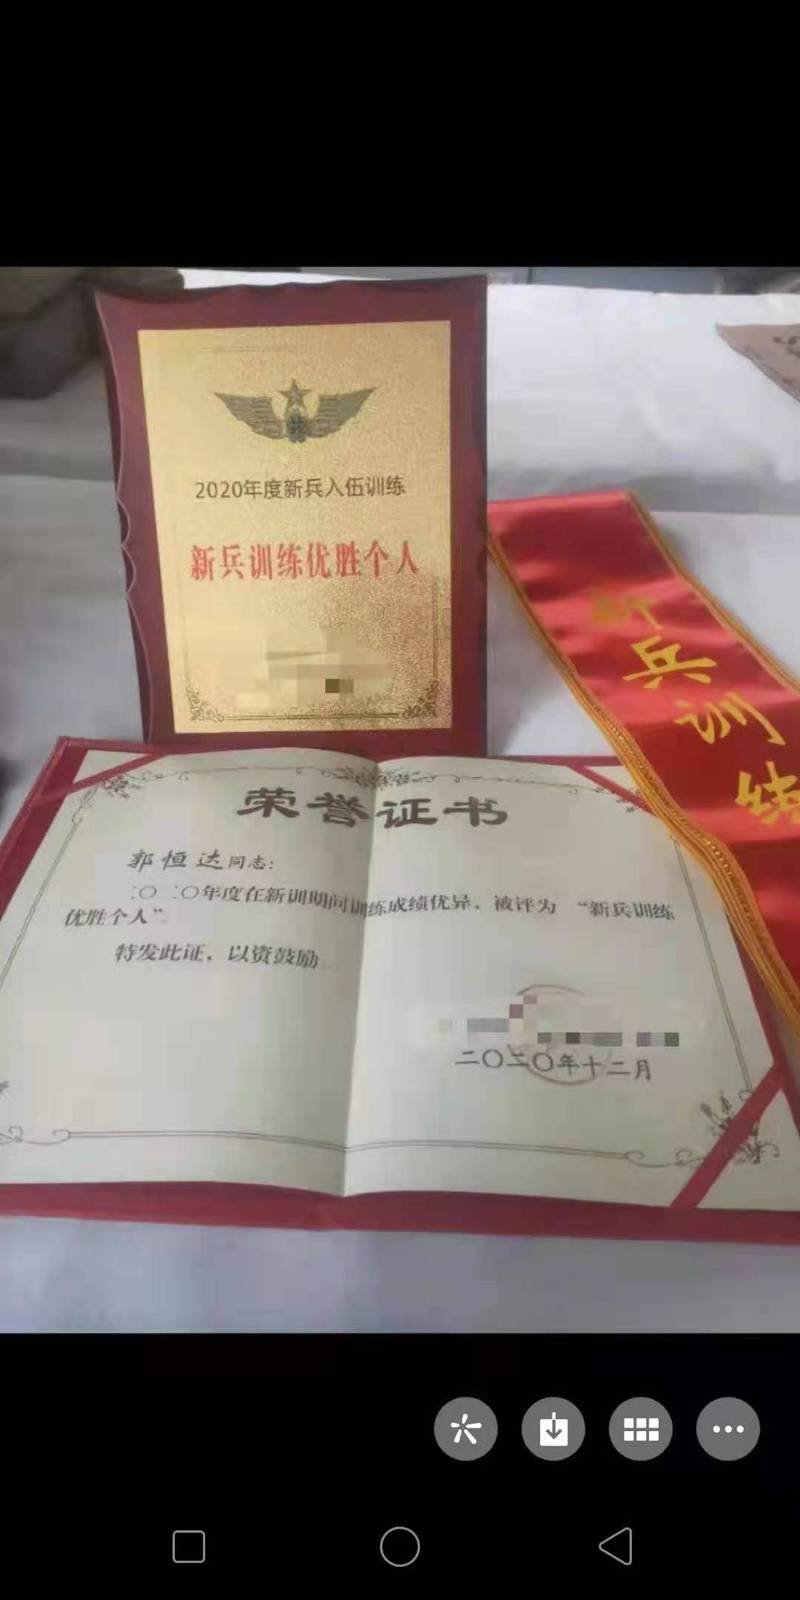 2020年度新兵入伍训练
新兵训练优胜个人
新兵训练
荣誉证书
郭恒达同志：
二〇二〇年度在新训期间训练成绩优异，被评为“新兵训练
优胜个人”。
特发此证，以资鼓励
二〇二〇年十二月